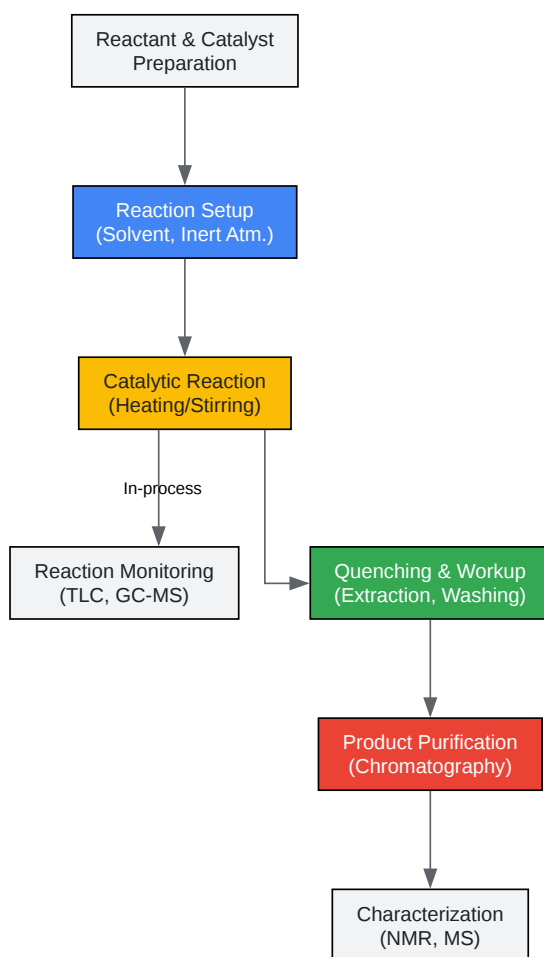 Reactant & Catalyst
Preparation
Reaction Setup
(Solvent, Inert Atm.)
Catalytic Reaction
(Heating/Stirring)
In-process
Reaction Monitoring
(TLC, GC-MS)
Quenching & Workup
(Extraction, Washing)
Product Purification
(Chromatography)
Characterization
(NMR, MS)